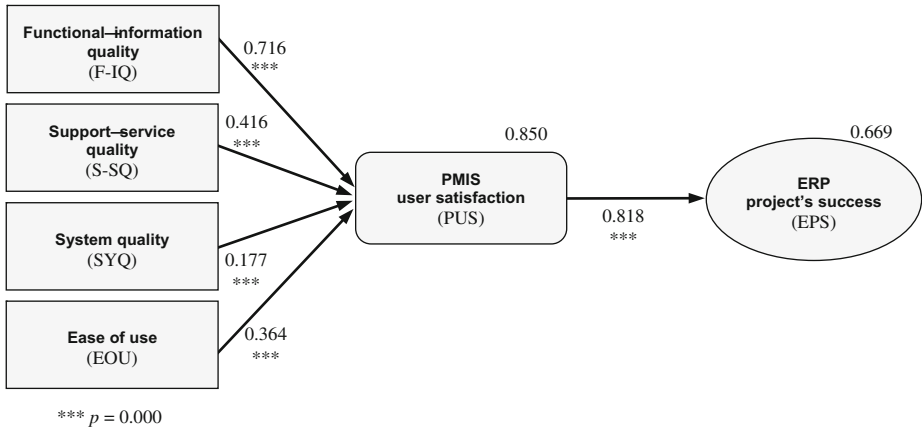 Functional–information
quality
(F-IQ)
0.716
***
Support–service
quality
(S-SQ)
0.416
***
System quality
(SYQ)
0.177
***
Ease of use
(EOU)
0.364
***
0.850
PMIS
user satisfaction
(PUS)
0.818
***
0.669
ERP
project's success
(EPS)
*** p = 0.000